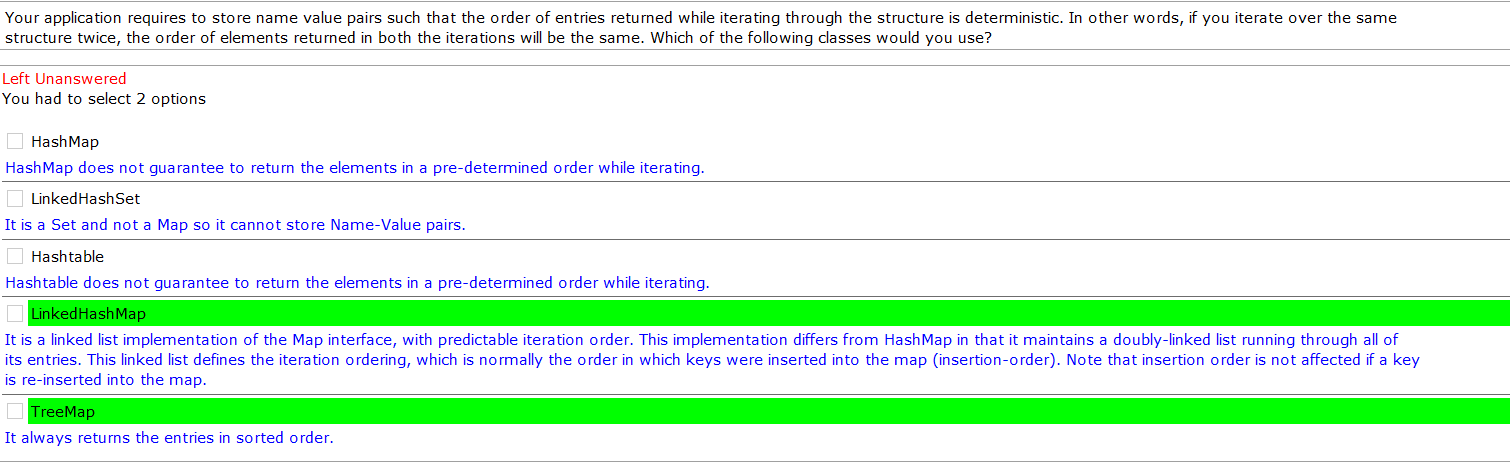 Your application requires to store name value pairs such that the order of entries returned while iterating through the structure is deterministic. In other words, if you iterate over the same
structure twice, the order of elements returned in both the iterations will be the same. Which of the following classes would you use?
Left Unanswered
You had to select 2 options
HashMap
HashMap does not guarantee to return the elements in a pre-determined order while iterating.
LinkedHashSet
It is a Set and not a Map so it cannot store Name-Value pairs.
Hashtable
Hashtable does not guarantee to return the elements in a pre-determined order while iterating.
LinkedHashMap
It is a linked list implementation of the Map interface, with predictable iteration order. This implementation differs from HashMap in that it maintains a doubly-linked list running through all of
its entries. This linked list defines the iteration ordering, which is normally the order in which keys were inserted into the map (insertion-order). Note that insertion order is not affected if a key
is re-inserted into the map.
TreeMap
It always returns the entries in sorted order.